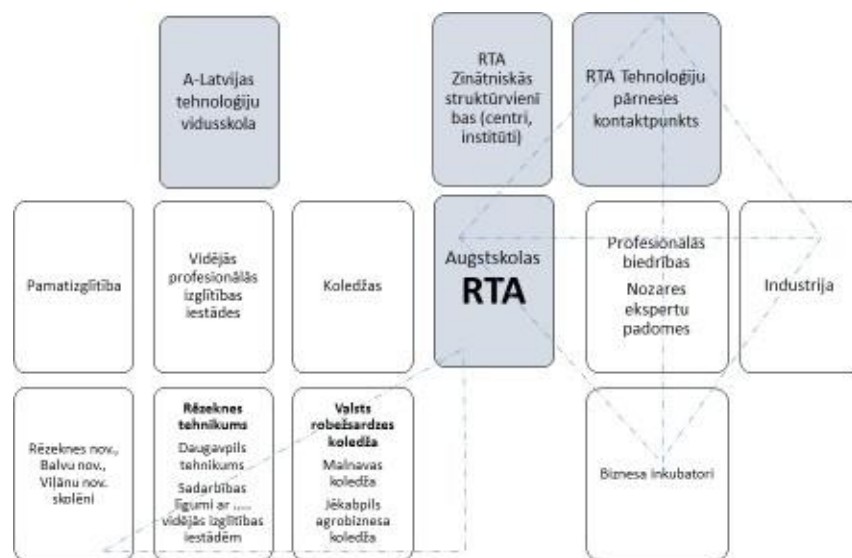 A-Latvijas
tehnoloģiju
vidusskola
RTA
Zinātniskās
struktūrvienī
bas (centri,
institūti)
RTA Tehnoloģiju
pārneses
kontaktpunkts
Pamatizglītība
Vidējās
profesionālās
izglītības
iestādes
Koledžas
Augstskolas
RTA
Profesionālās
biedrības
Nozares
ekspertu
padomes
Industrija
Rēzeknes nov.,
Balvu nov.,
Viļānu nov.
skolēni
Rēzeknes
tehnikums
Daugavpils
tehnikums
Sadarbības
līgumi ar .....
vidējās izglītības
iestādēm
Valsts
robežsardzes
koledža
Malnavas
koledža
Jēkabpils
agrobiznesa
koledža
Biznesa inkubatori